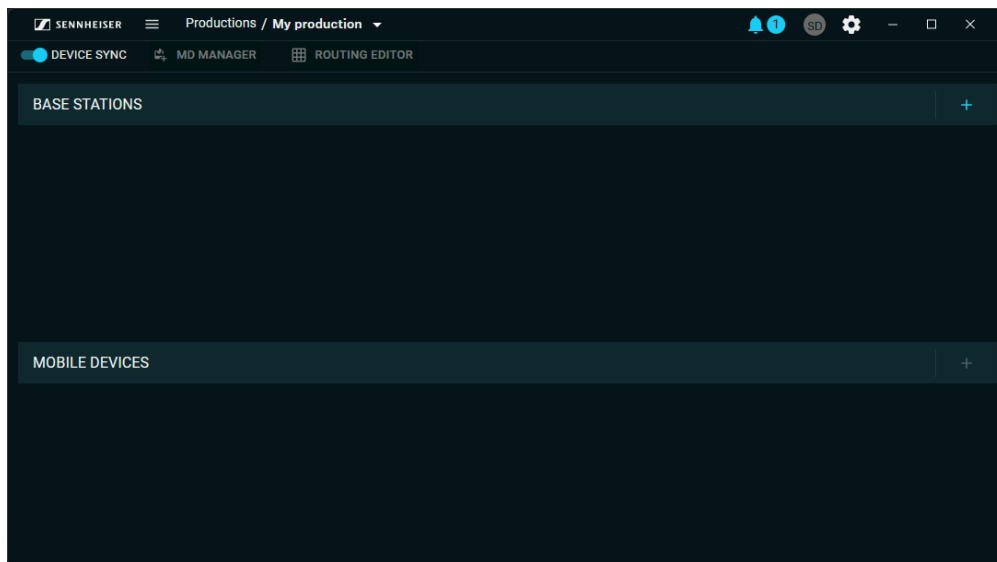 SENNHEISER Productions / My production 1 SD
DEVICE SYNC MD MANAGER ROUTING EDITOR
BASE STATIONS
MOBILE DEVICES